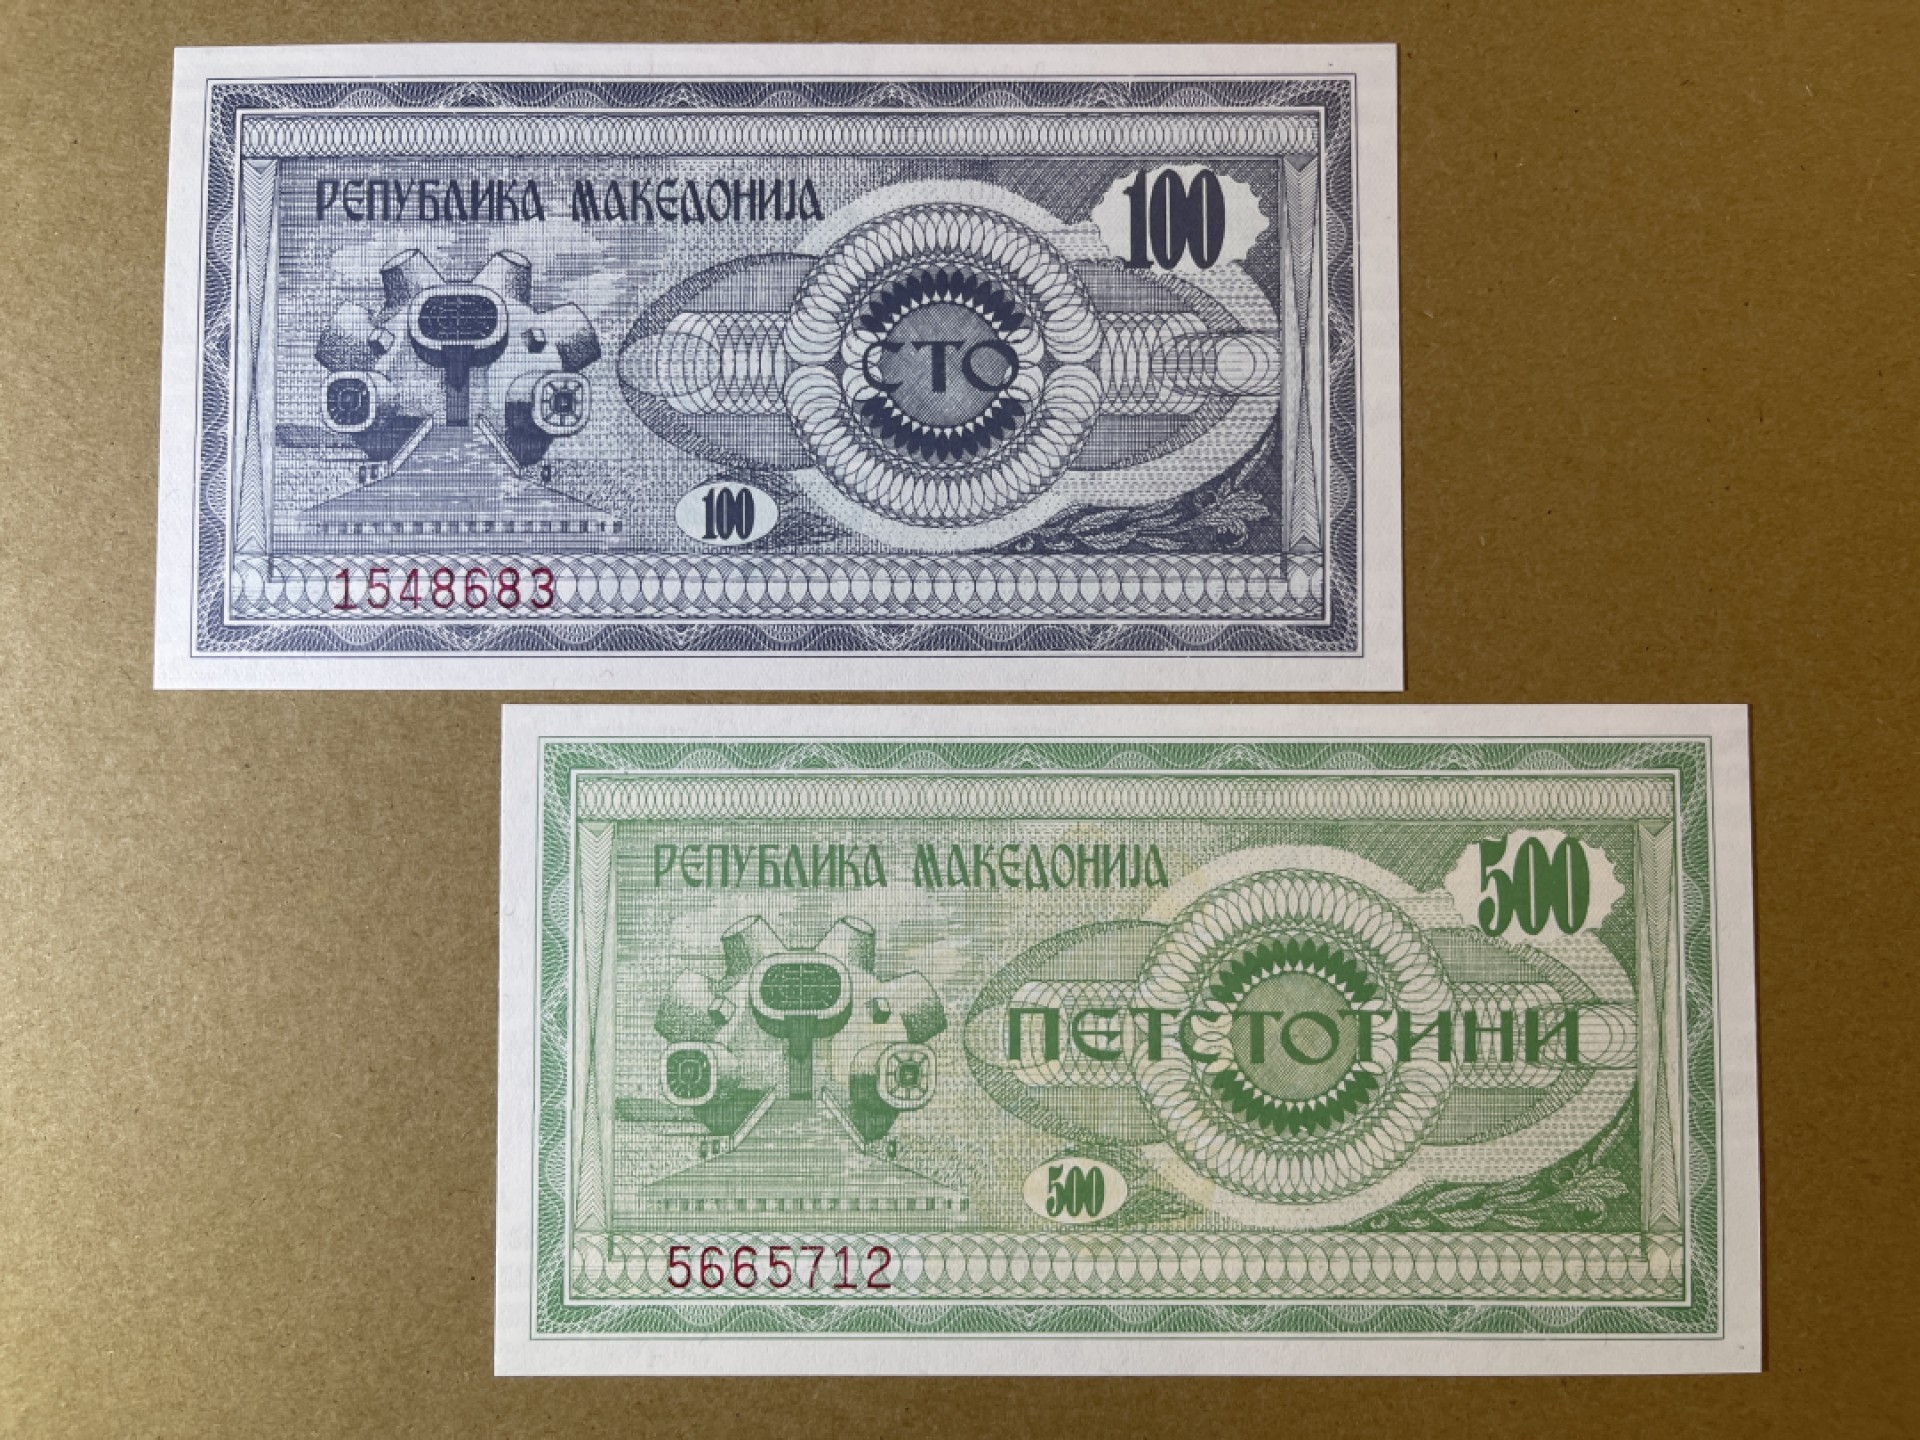 РЕПУБЛИКА МАКЕДОНИЈА
100
СТО
100
1548683
РЕПУБЛИКА МАКЕДОНИЈА
500
ПЕТСТОТИНИ
500
5665712